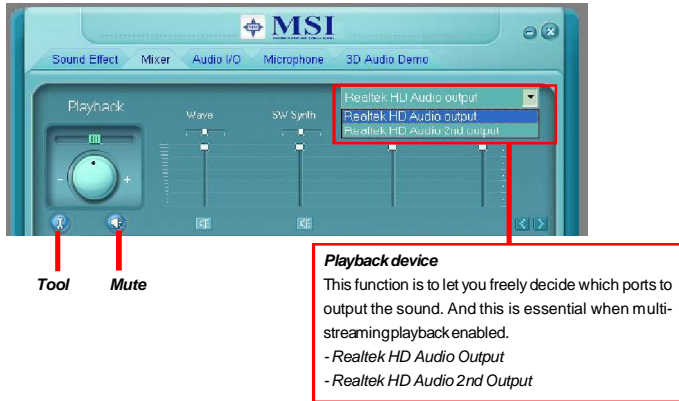 MSI
Sound Effect Mixer Audio I/O Microphone 3D Audio Demo
Playback
Wave
SW Synth
Realtek HD Audio output
Realtek HD Audio output
Realtek HD Audio 2nd output
- +
Tool Mute
Playback device
This function is to let you freely decide which ports to
output the sound. And this is essential when multi-
streaming playback enabled.
- Realtek HD Audio Output
- Realtek HD Audio 2nd Output